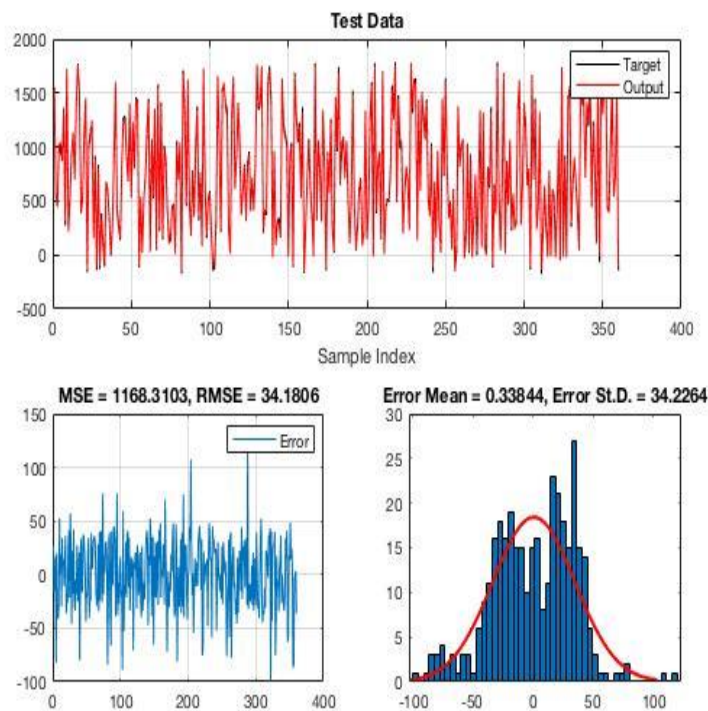 Test Data
2000
1500
1000
500
0
-500
Target
Output
0 50 100 150 200 250 300 350 400
Sample Index
MSE = 1168.3103, RMSE = 34.1806
150
100
50
0
-50
-100
Error
0 100 200 300 400
Error Mean = 0.33844, Error St.D. = 34.2264
30
25
20
15
10
5
0
-100 -50 0 50 100